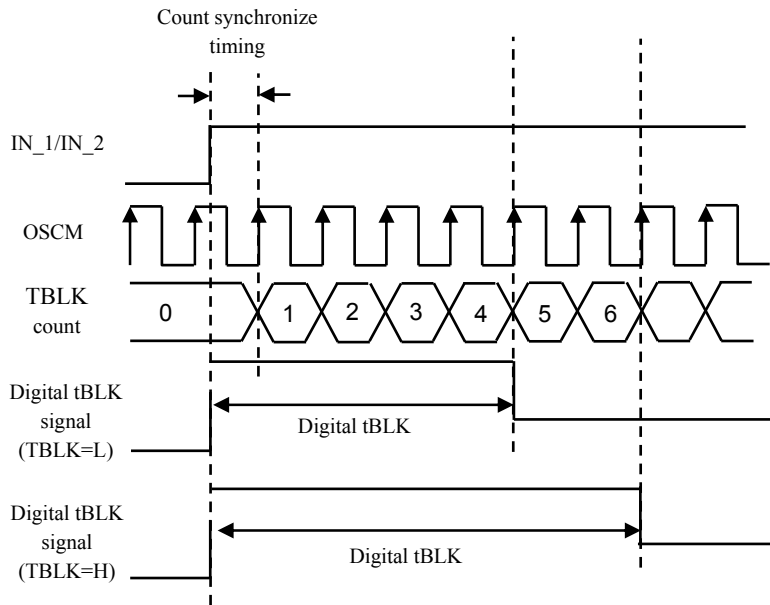 Count synchronize
timing
IN_1/IN_2
OSCM
TBLK
count
0 1 2 3 4 5 6
Digital tBLK
signal
(TBLK=L)
Digital tBLK
Digital tBLK
signal
(TBLK=H)
Digital tBLK